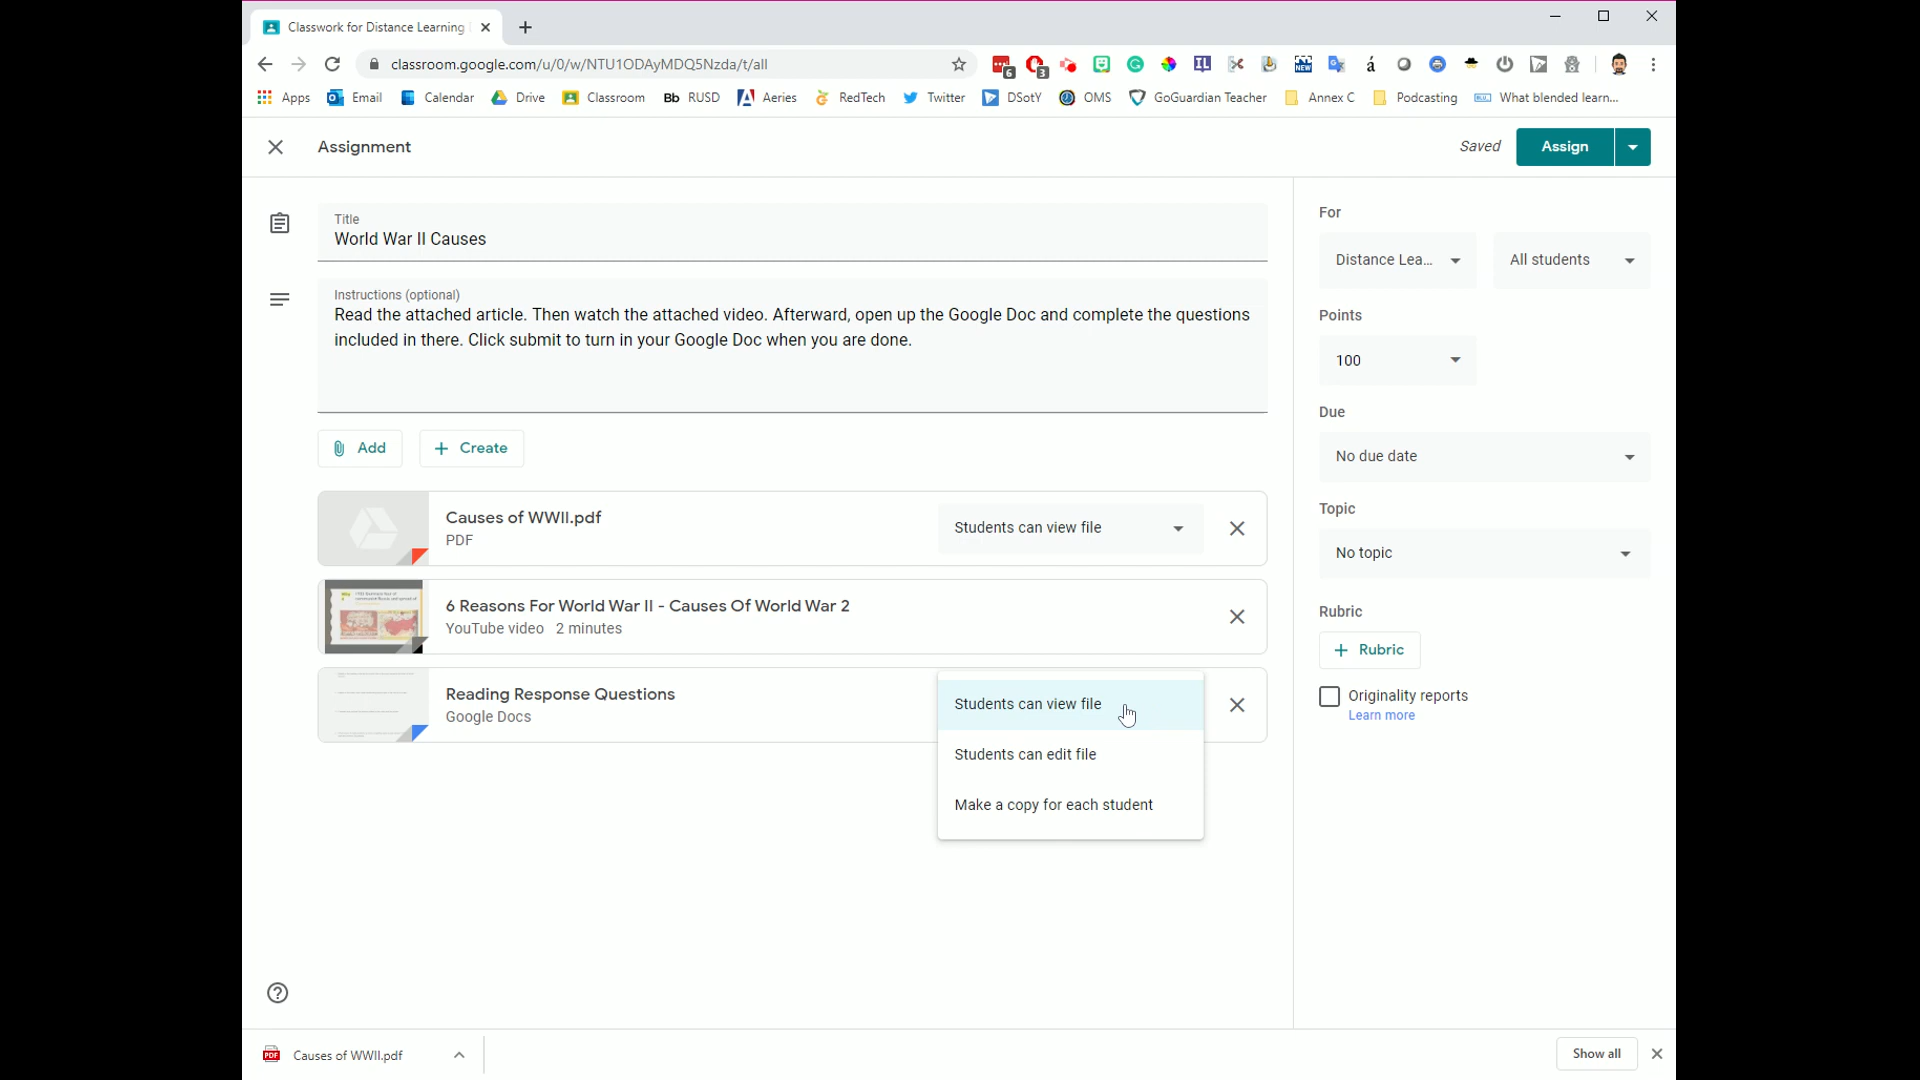 Classwork for Distance Learning
classroom.google.com/u/0/w/NTU1ODAyMDQ5Nzda/t/all
6
3
IL
NEW
á
Apps
Email
Calendar
Drive
Classroom
Bb RUSD
Aeries
RedTech
Twitter
DSotY
OMS
GoGuardian Teacher
Annex C
Podcasting
What blended learn...
Assignment
Saved
Assign
Title
World War II Causes
Instructions (optional)
Read the attached article. Then watch the attached video. Afterward, open up the Google Doc and complete the questions
included in there. Click submit to turn in your Google Doc when you are done.
Add
Create
Causes of WWII.pdf
PDF
Students can view file
6 Reasons For World War II - Causes Of World War 2
YouTube video 2 minutes
Reading Response Questions
Google Docs
Students can view file
Students can edit file
Make a copy for each student
For
Distance Lea...
All students
Points
100
Due
No due date
Topic
No topic
Rubric
Rubric
Originality reports
Learn more
PDF
Causes of WWII.pdf
Show all